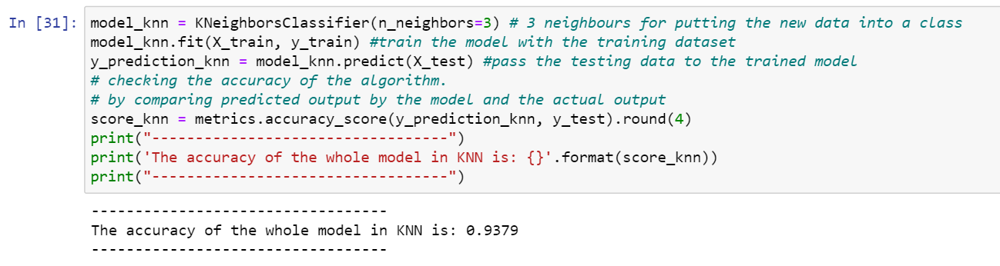 In [31]: model_knn = KNeighborsClassifier(n_neighbors=3) # 3 neighbours for putting the new data into a class
model_knn.fit(X_train, y_train) #train the model with the training dataset
y_prediction_knn = model_knn.predict(X_test) #pass the testing data to the trained model
# checking the accuracy of the algorithm.
# by comparing predicted output by the model and the actual output
score_knn = metrics.accuracy_score(y_prediction_knn, y_test).round(4)
print("----------------------------------")
print('The accuracy of the whole model in KNN is: {}'.format(score_knn))
print("----------------------------------")
----------------------------------
The accuracy of the whole model in KNN is: 0.9379
----------------------------------